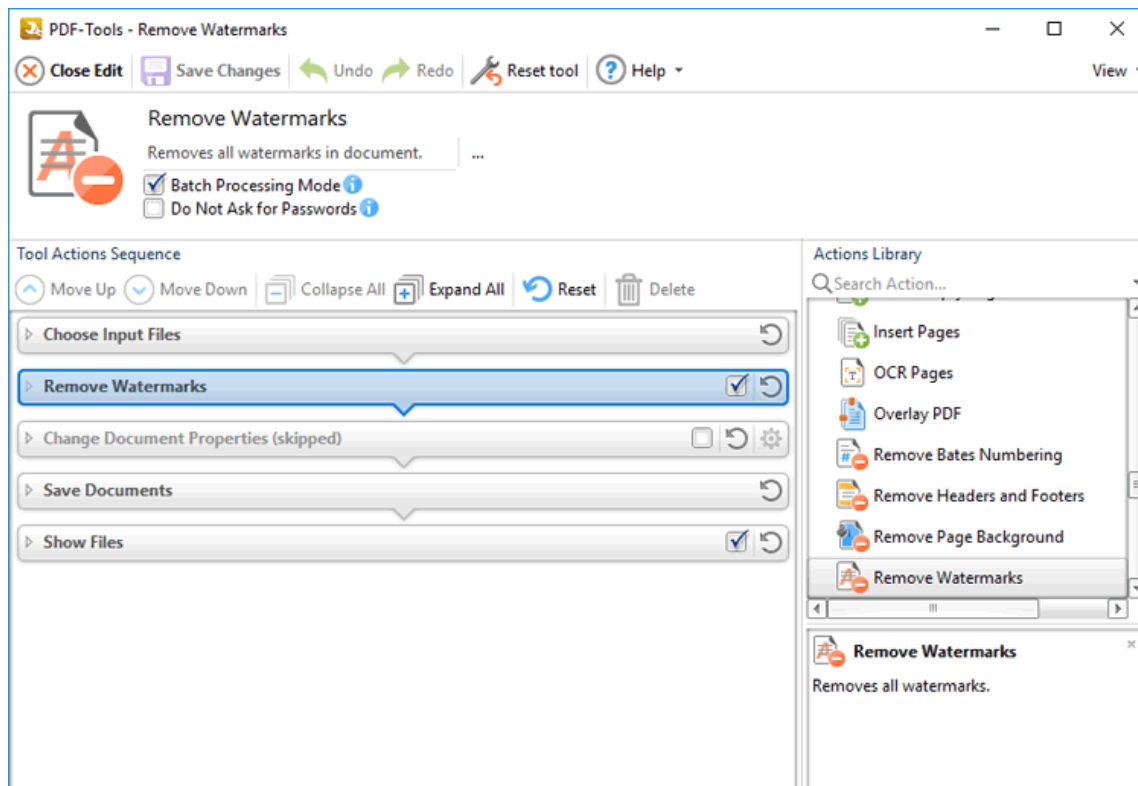 PDF-Tools - Remove Watermarks
Close Edit Save Changes Undo Redo Reset tool ? Help View
Remove Watermarks
Removes all watermarks in document. ...
Batch Processing Mode i
Do Not Ask for Passwords i
Tool Actions Sequence
Move Up Move Down Collapse All Expand All Reset Delete
Choose Input Files
Remove Watermarks
Change Document Properties (skipped)
Save Documents
Show Files
Actions Library
Search Action...
Insert Pages
OCR Pages
Overlay PDF
Remove Bates Numbering
Remove Headers and Footers
Remove Page Background
Remove Watermarks
Remove Watermarks
Removes all watermarks.